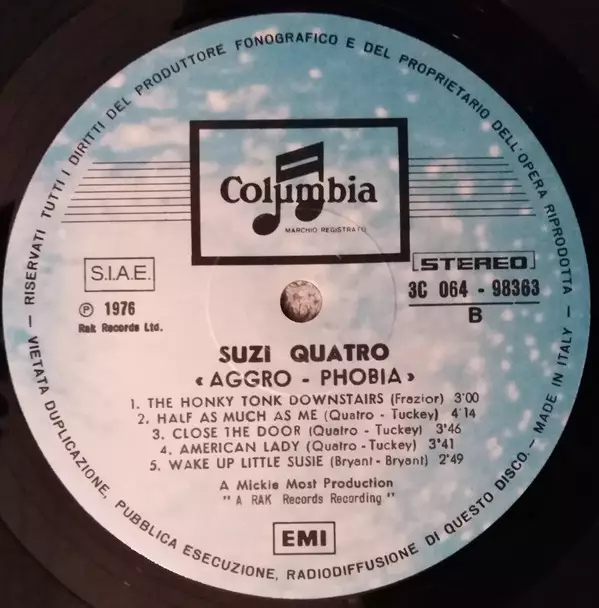 RISERVATI TUTTI I DIRITTI DEL PRODUTTORE FONOGRAFICO E DEL PROPRIETARIO DELL'OPERA RIPRODOTTA
Columbia
MARCHIO REGISTRATO
S.I.A.E.
STEREO
℗ 1976
3C 064 - 98363
Rak Records Ltd.
B
SUZI QUATRO
« AGGRO - PHOBIA »
1. THE HONKY TONK DOWNSTAIRS (Frazior) 3'00
2. HALF AS MUCH AS ME (Quatro - Tuckey) 4'14
3. CLOSE THE DOOR (Quatro - Tuckey) 3'46
4. AMERICAN LADY (Quatro - Tuckey) 3'41
5. WAKE UP LITTLE SUSIE (Bryant - Bryant) 2'49
A Mickie Most Production
" A RAK Records Recording "
EMI
— VIETATA DUPLICAZIONE, PUBBLICA ESECUZIONE, RADIODIFFUSIONE DI QUESTO DISCO. — MADE IN ITALY —